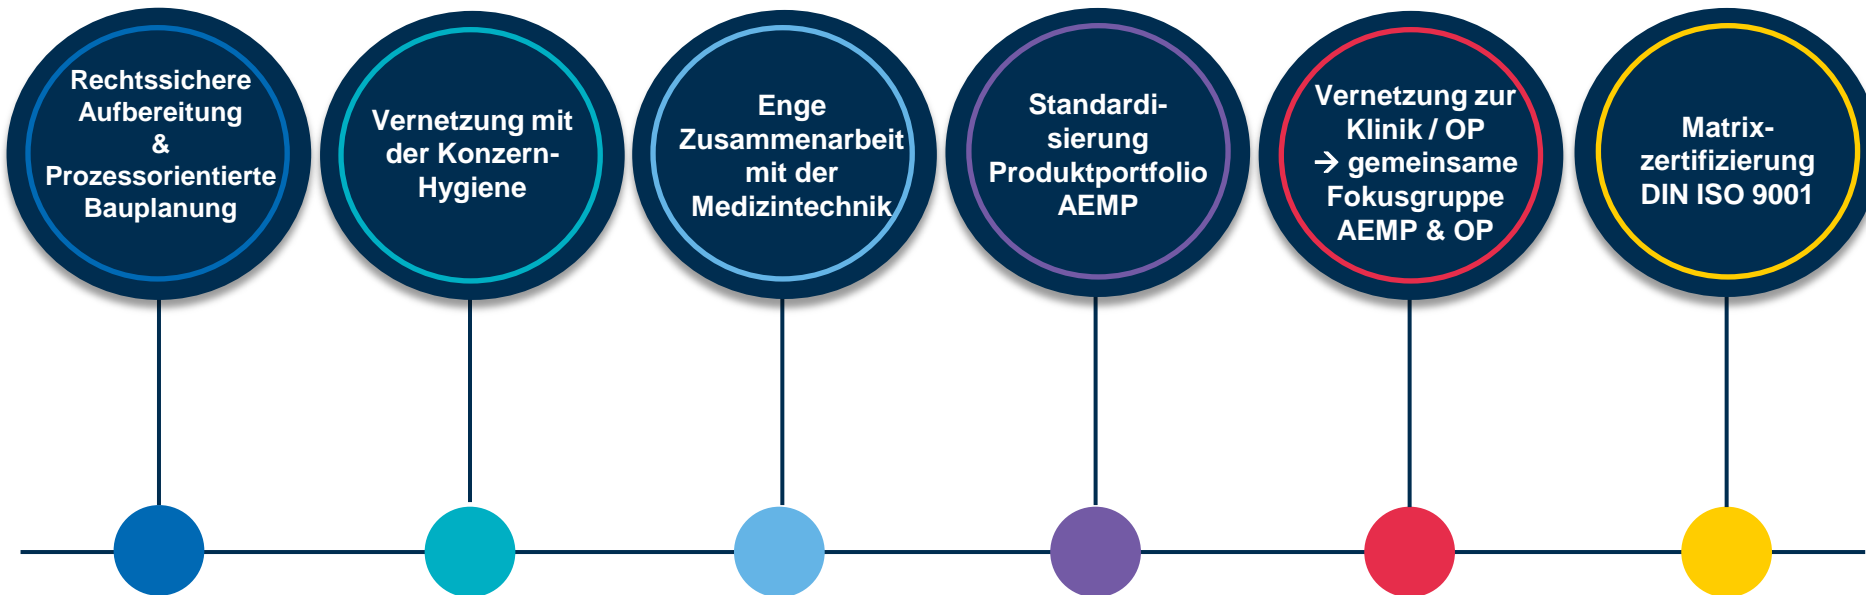 Rechtssichere
Aufbereitung
&
Prozessorientierte
Bauplanung
Vernetzung mit
der Konzern-
Hygiene
Enge
Zusammenarbeit
mit der
Medizintechnik
Standardi-
sierung
Produktportfolio
AEMP
Vernetzung zur
Klinik / OP
→ gemeinsame
Fokusgruppe
AEMP & OP
Matrix-
zertifizierung
DIN ISO 9001